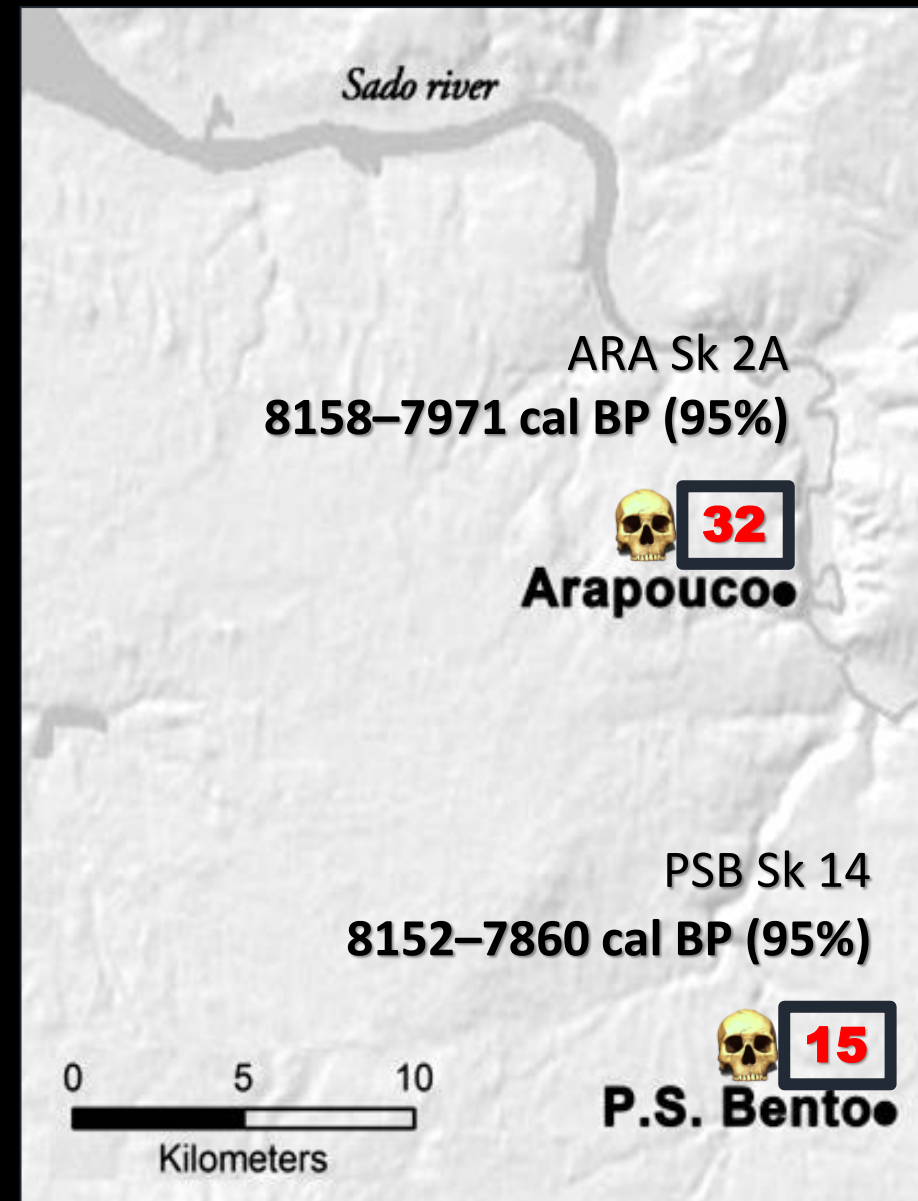 Sado river
ARA Sk 2A
8158–7971 cal BP (95%)
32
Arapouco
PSB Sk 14
8152–7860 cal BP (95%)
15
P.S. Bento
0 5 10
Kilometers